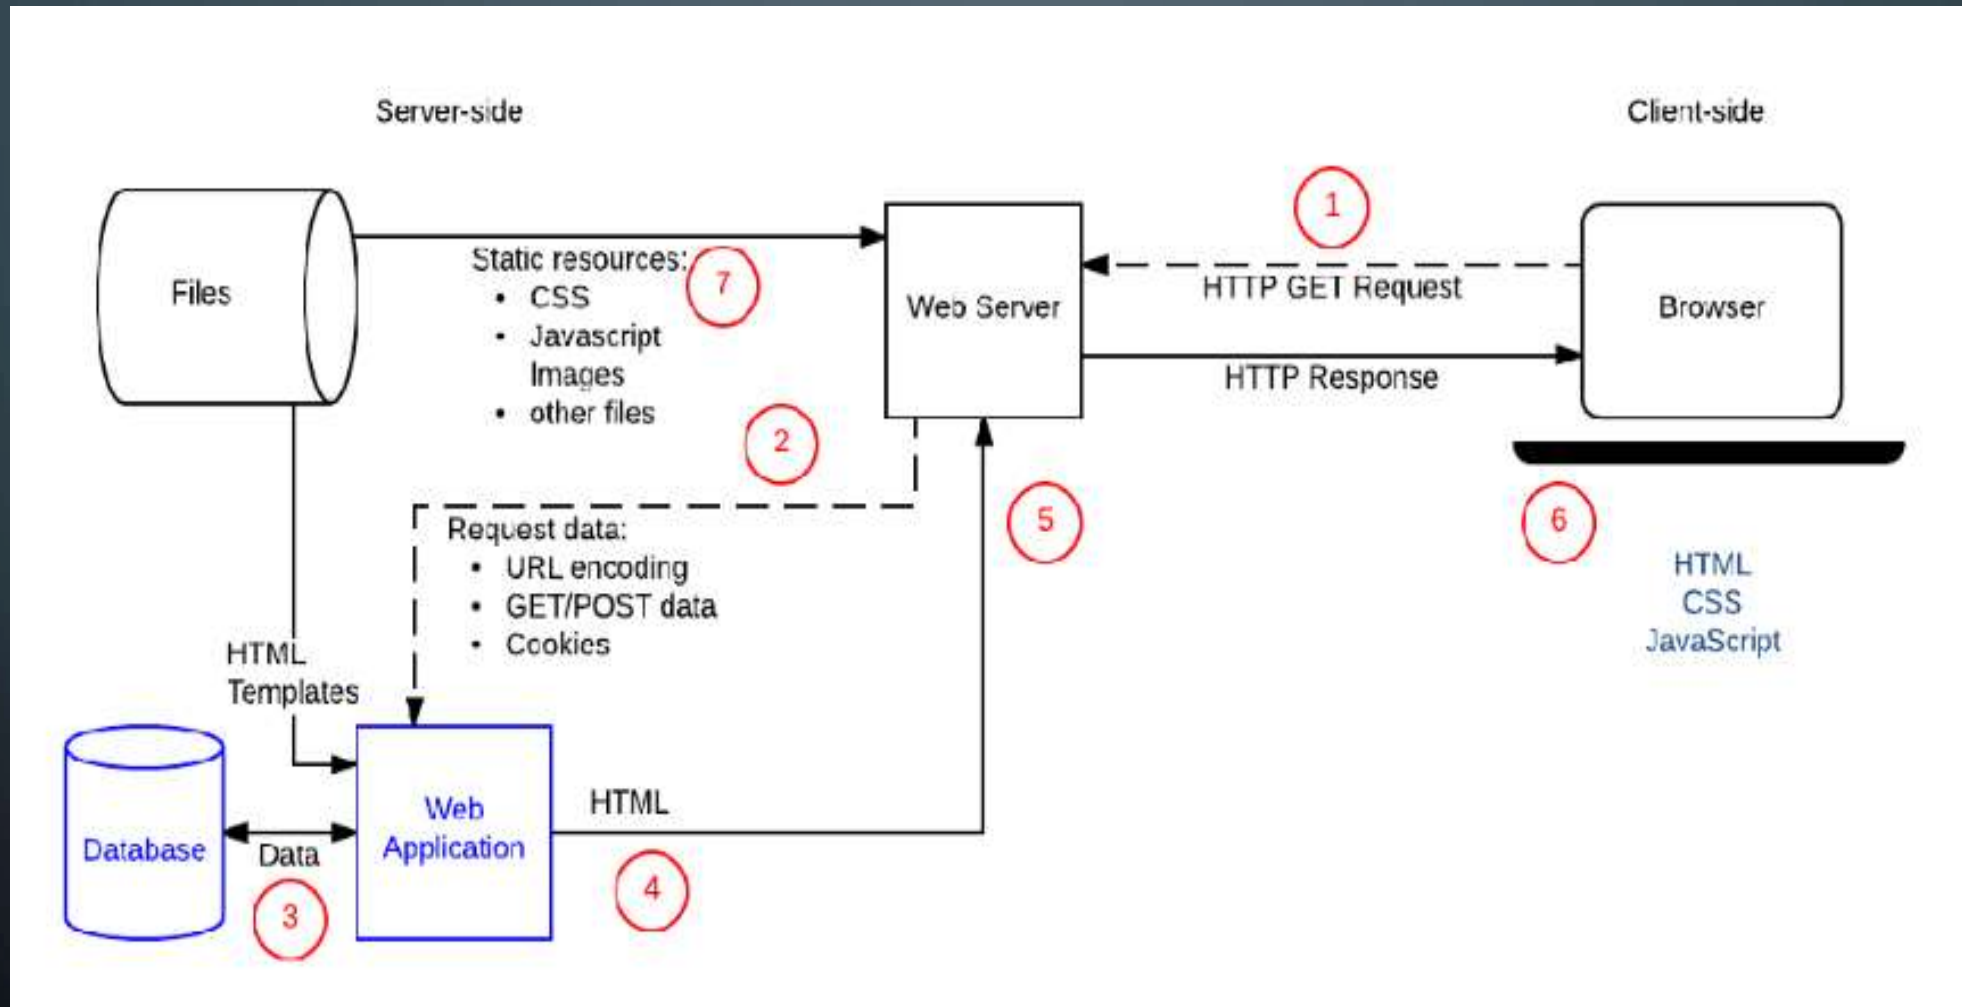 Server-side
Client-side
1
Files
Static resources:
• CSS
• Javascript
Images
• other files
7
Web Server
HTTP GET Request
HTTP Response
Browser
2
5
6
Request data:
• URL encoding
• GET/POST data
• Cookies
HTML
CSS
JavaScript
HTML
Templates
Database
Data
3
Web
Application
HTML
4